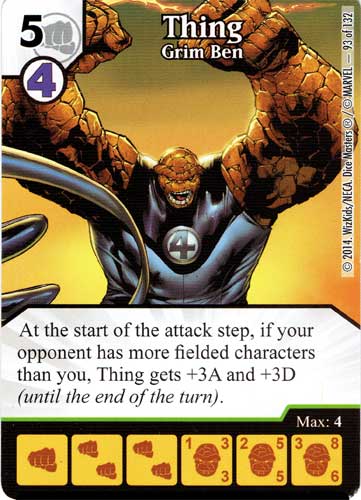 5
Thing
Grim Ben
4
© 2014. WizKids/NECA. Dice Masters ® / © MARVEL — 93 of 132
4
At the start of the attack step, if your
opponent has more fielded characters
than you, Thing gets +3A and +3D
(until the end of the turn).
Max: 4
1 3 3 2 5 5 3 8 6